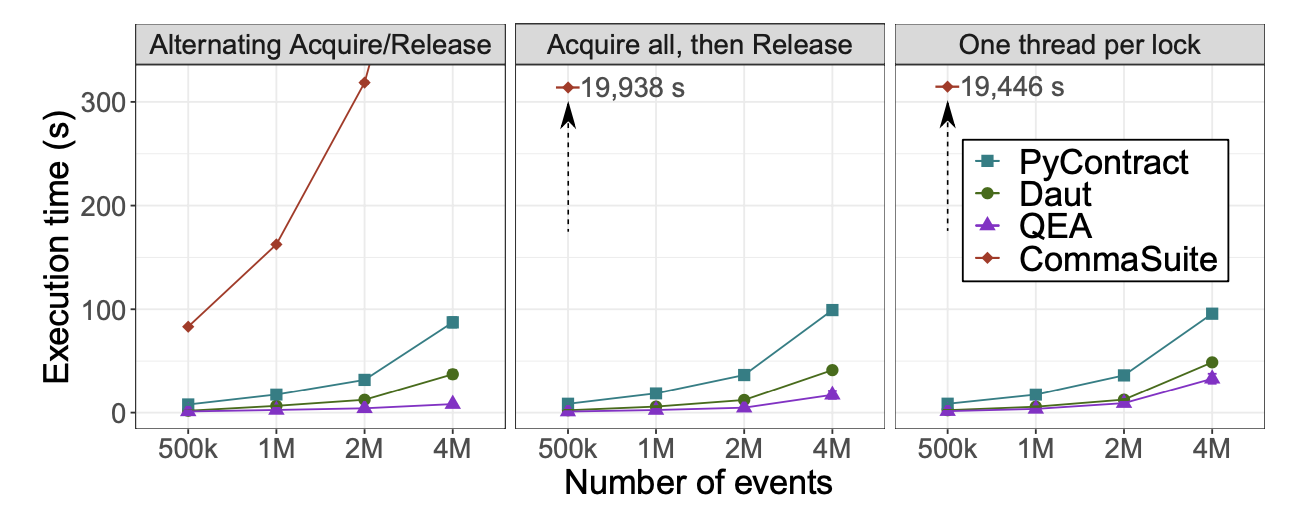 Alternating Acquire/Release
Acquire all, then Release
One thread per lock
Execution time (s)
300
200
100
0
19,938 s
19,446 s
PyContract
Daut
QEA
CommaSuite
500k 1M 2M 4M
500k 1M 2M 4M
500k 1M 2M 4M
Number of events